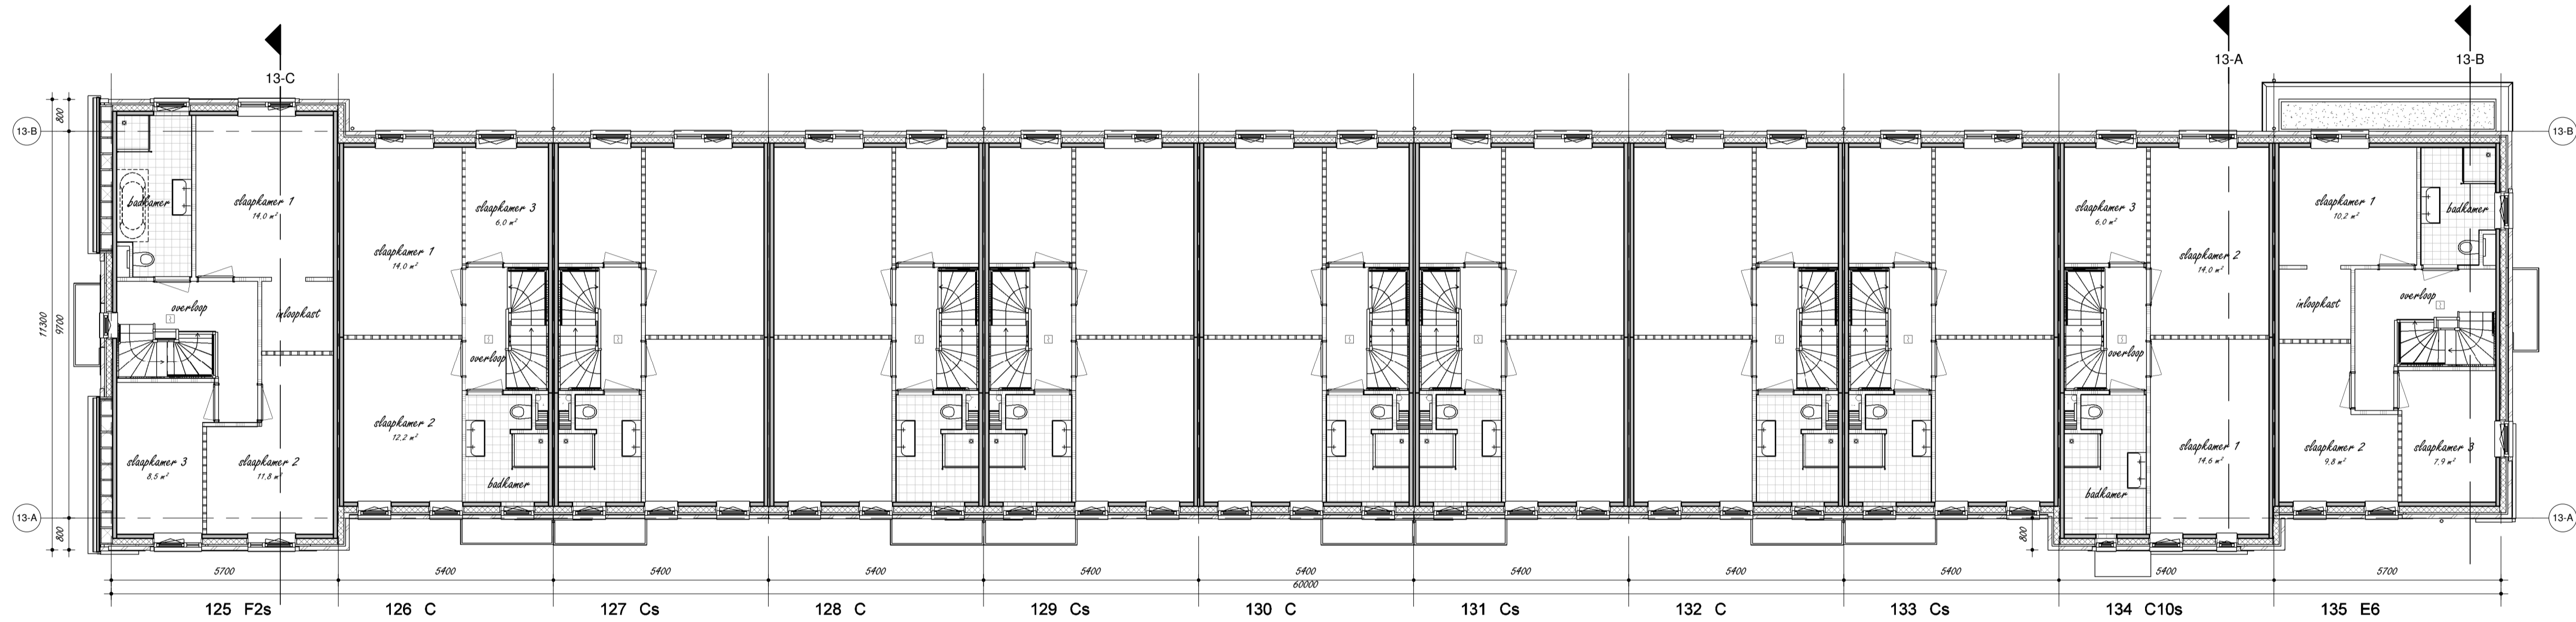 13-C
13-A
13-B
13-B
13-B
800
11300
9700
800
badkamer
slaapkamer 1
14,0 m²
overloop
inloopkast
slaapkamer 3
8,5 m²
slaapkamer 2
11,8 m²
slaapkamer 3
6,0 m²
slaapkamer 1
14,0 m²
overloop
slaapkamer 2
12,2 m²
badkamer
slaapkamer 3
6,0 m²
slaapkamer 2
14,0 m²
overloop
slaapkamer 1
14,6 m²
badkamer
slaapkamer 1
10,2 m²
badkamer
inloopkast
overloop
slaapkamer 2
9,8 m²
slaapkamer 3
7,9 m²
13-A
13-A
800
5700 5400 5400 5400 5400 5400 5400 5400 5400 5400 5700
60000
125 F2s 126 C 127 Cs 128 C 129 Cs 130 C 131 Cs 132 C 133 Cs 134 C10s 135 E6